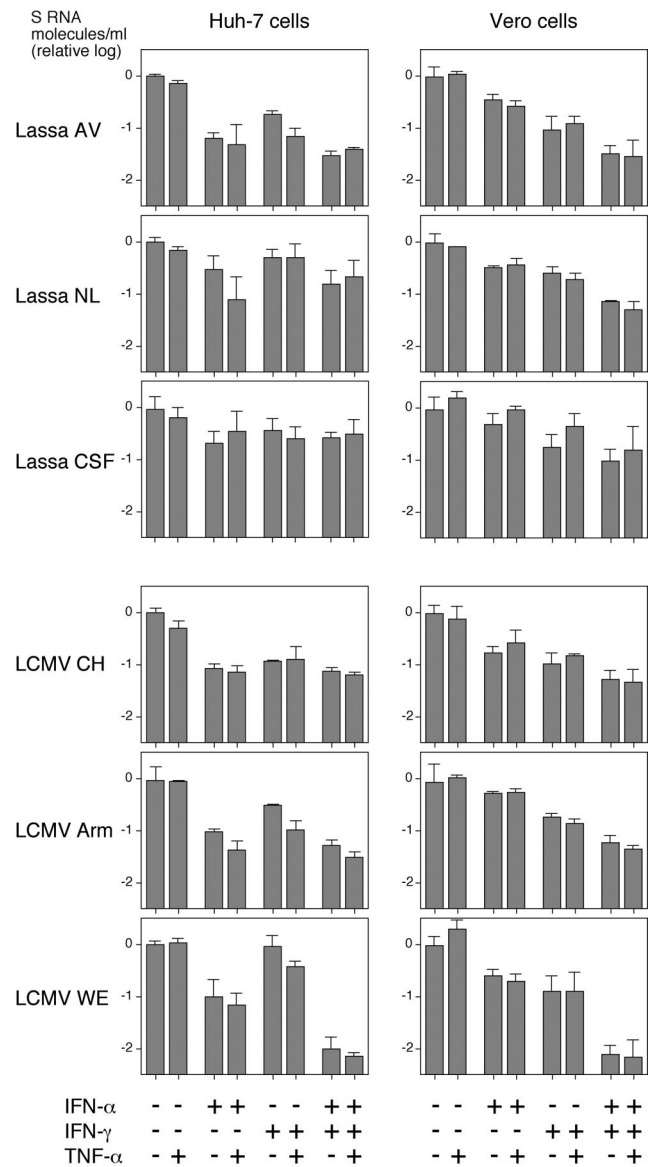 S RNA
molecules/ml
(relative log)
Huh-7 cells
Vero cells
Lassa AV
0
-1
-2
0
-1
-2
Lassa NL
0
-1
-2
0
-1
-2
Lassa CSF
0
-1
-2
0
-1
-2
LCMV CH
0
-1
-2
0
-1
-2
LCMV Arm
0
-1
-2
0
-1
-2
LCMV WE
0
-1
-2
0
-1
-2
IFN-α - - + + - - + + - - + + - - + +
IFN-γ - - - - + + + + - - - - + + + +
TNF-α - + - + - + - + - + - + - + - +